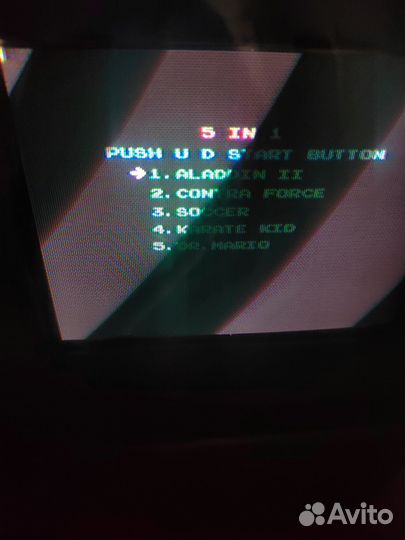 5 IN 1
PUSH U D START BUTTON
1. ALADDIN II
2. CONTRA FORCE
3. SOCCER
4. KARATE KID
5. DR. MARIO
Avito